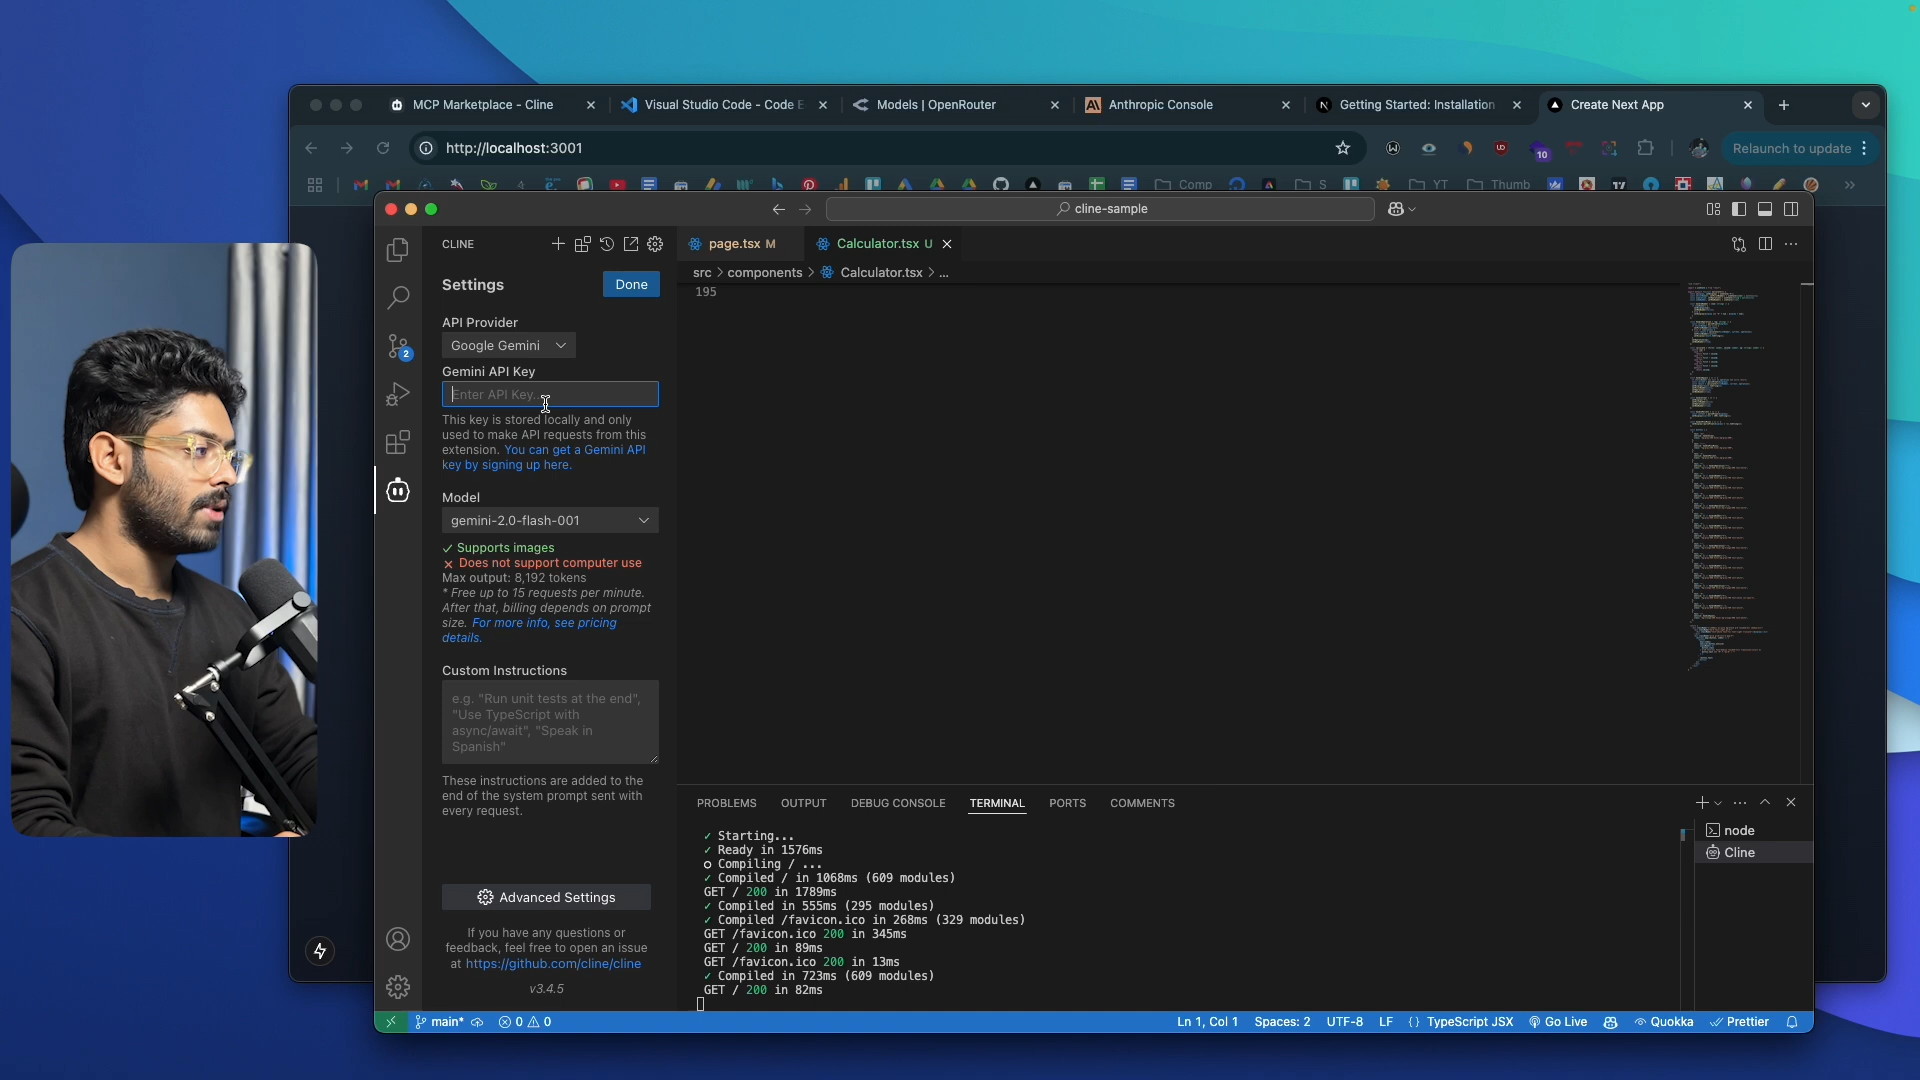 MCP Marketplace - Cline
Visual Studio Code - Code E
Models | OpenRouter
Anthropic Console
Getting Started: Installation
Create Next App
http://localhost:3001
10
Relaunch to update
Comp
S
YT
Thumb
cline-sample
CLINE
page.tsx M
Calculator.tsx U
src > components > Calculator.tsx > ...
195
Settings
Done
API Provider
Google Gemini
Gemini API Key
Enter API Key...
This key is stored locally and only
used to make API requests from this
extension. You can get a Gemini API
key by signing up here.
2
Model
gemini-2.0-flash-001
✓ Supports images
✕ Does not support computer use
Max output: 8,192 tokens
* Free up to 15 requests per minute.
After that, billing depends on prompt
size. For more info, see pricing
details.
Custom Instructions
e.g. "Run unit tests at the end",
"Use TypeScript with
async/await", "Speak in
Spanish"
These instructions are added to the
end of the system prompt sent with
every request.
Advanced Settings
If you have any questions or
feedback, feel free to open an issue
at https://github.com/cline/cline
v3.4.5
PROBLEMS OUTPUT DEBUG CONSOLE TERMINAL PORTS COMMENTS
✓ Starting...
✓ Ready in 1576ms
○ Compiling / ...
✓ Compiled / in 1068ms (609 modules)
GET / 200 in 1789ms
✓ Compiled in 555ms (295 modules)
✓ Compiled /favicon.ico in 268ms (329 modules)
GET /favicon.ico 200 in 345ms
GET / 200 in 89ms
GET /favicon.ico 200 in 13ms
✓ Compiled in 723ms (609 modules)
GET / 200 in 82ms
node
Cline
main* 0 0
Ln 1, Col 1 Spaces: 2 UTF-8 LF {} TypeScript JSX Go Live Quokka Prettier